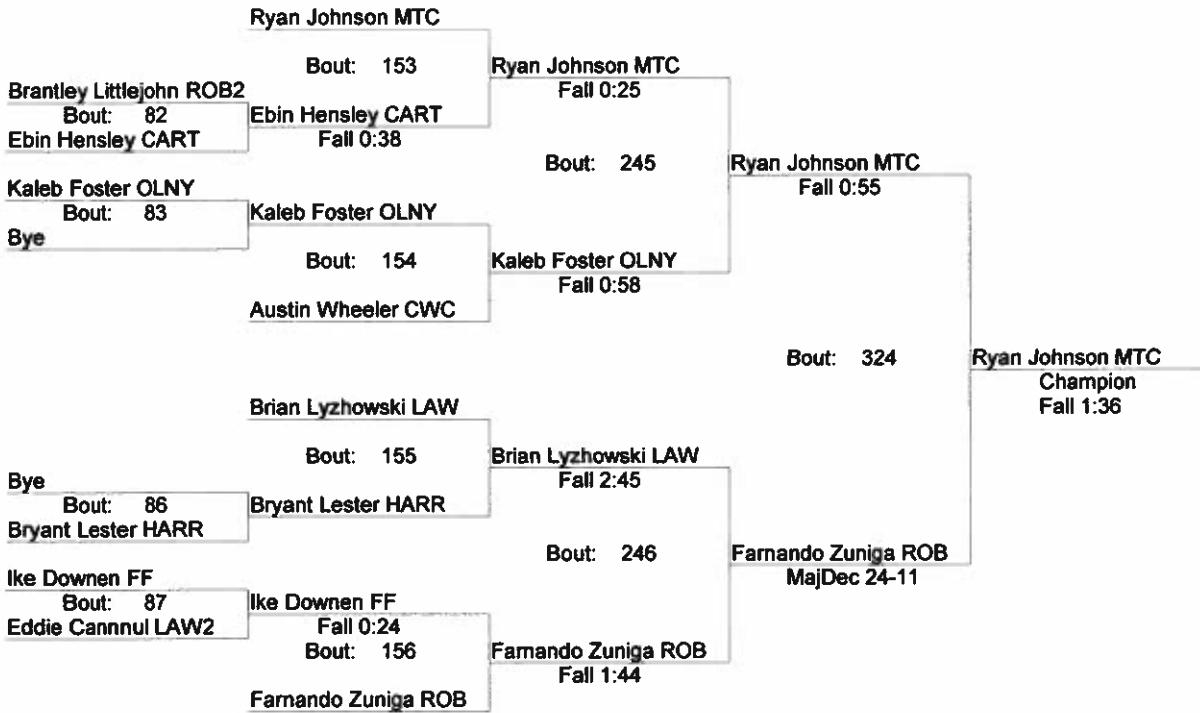 Ryan Johnson MTC
Bout: 153
Ryan Johnson MTC
Fall 0:25
Brantley Littlejohn ROB2
Bout: 82
Ebin Hensley CART
Ebin Hensley CART
Fall 0:38
Bout: 245
Ryan Johnson MTC
Fall 0:55
Kaleb Foster OLNY
Bout: 83
Bye
Kaleb Foster OLNY
Bout: 154
Kaleb Foster OLNY
Fall 0:58
Austin Wheeler CWC
Bout: 324
Ryan Johnson MTC
Champion
Fall 1:36
Brian Lyzhowski LAW
Bout: 155
Brian Lyzhowski LAW
Fall 2:45
Bye
Bout: 86
Bryant Lester HARR
Bryant Lester HARR
Bout: 246
Farnando Zuniga ROB
MajDec 24-11
Ike Downen FF
Bout: 87
Eddie Cannnul LAW2
Ike Downen FF
Fall 0:24
Bout: 156
Farnando Zuniga ROB
Fall 1:44
Farnando Zuniga ROB